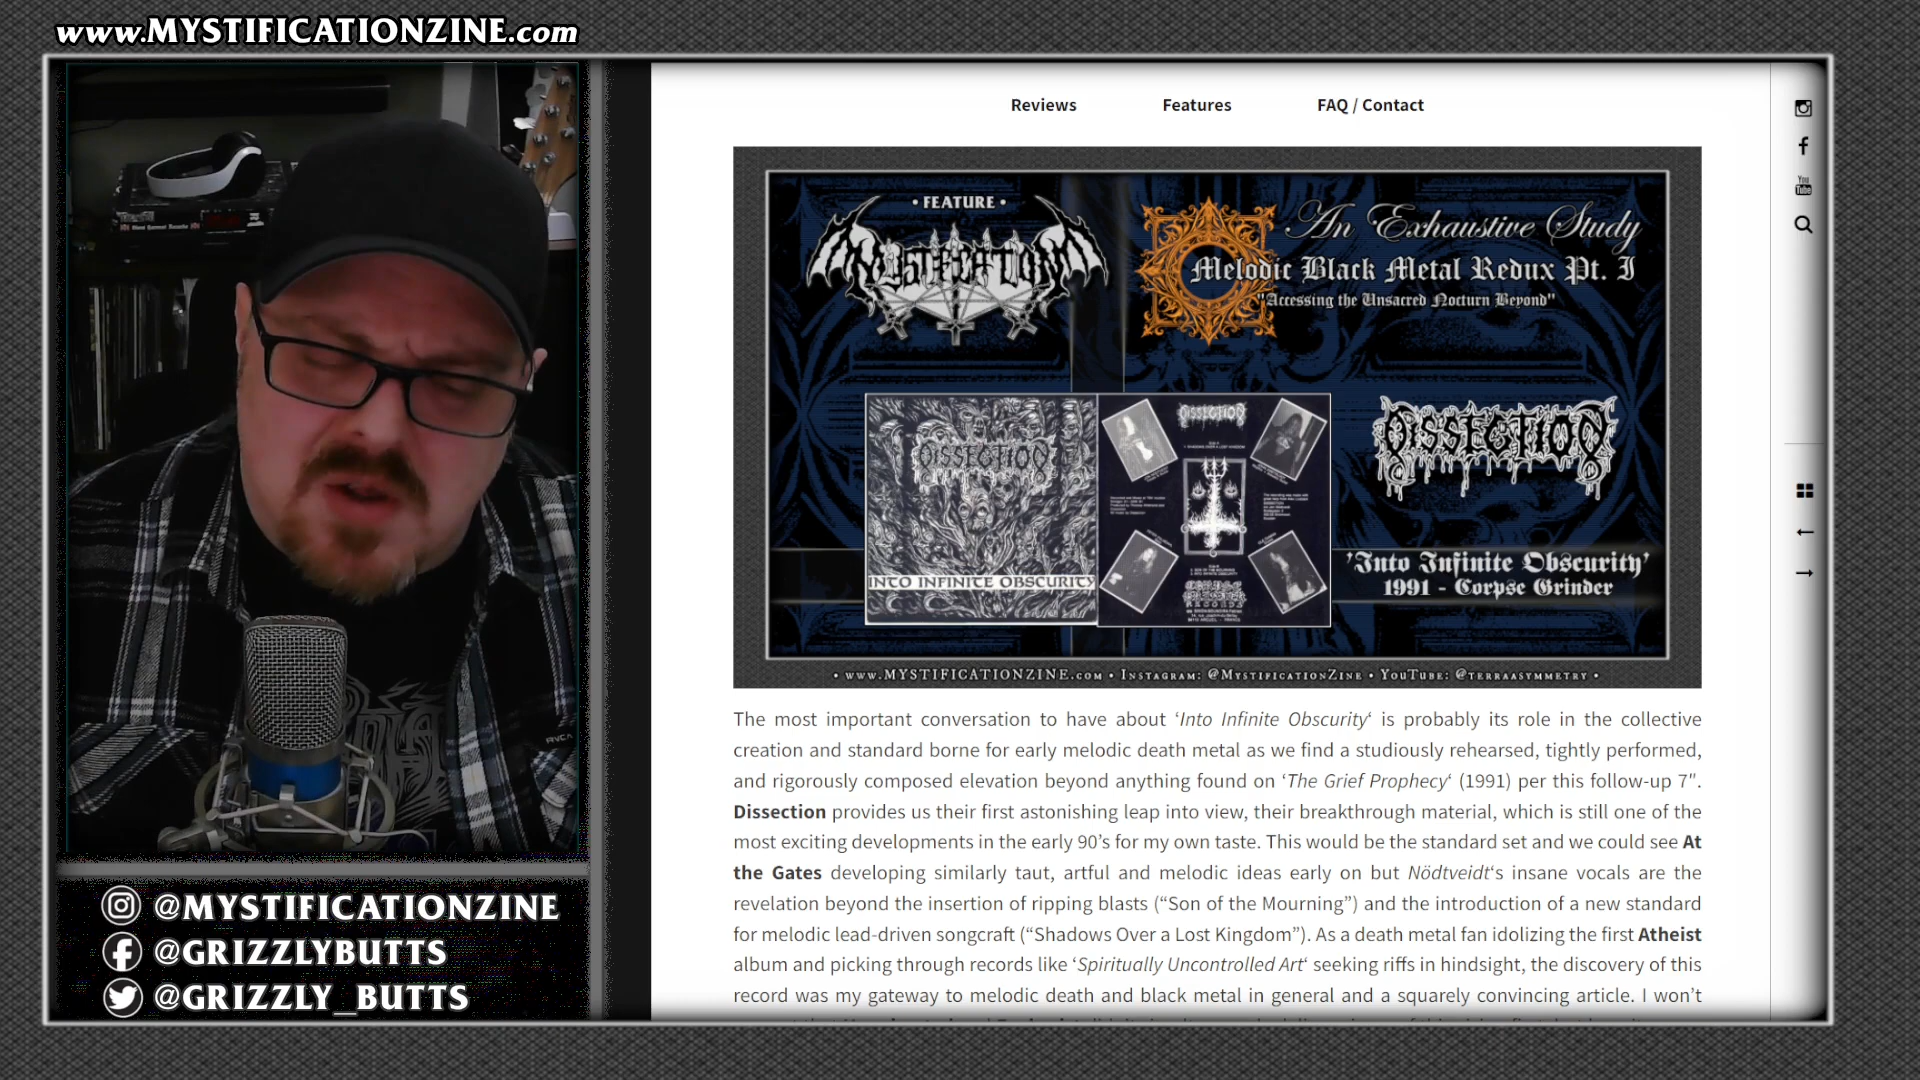 www.MYSTIFICATIONZINE.com
Reviews
Features
FAQ / Contact
• FEATURE •
MYSTIFICATION
An Exhaustive Study
Melodic Black Metal Redux Pt. I
"Accessing the Unsacred Nocturn Beyond"
DISSECTION
INTO INFINITE OBSCURITY
DISSECTION
DISSECTION
'Into Infinite Obscurity'
1991 - Corpse Grinder
• www.MYSTIFICATIONZINE.com • Instagram: @MystificationZine • YouTube: @terraasymmetry •
The most important conversation to have about ‘Into Infinite Obscurity‘ is probably its role in the collective
creation and standard borne for early melodic death metal as we find a studiously rehearsed, tightly performed,
and rigorously composed elevation beyond anything found on ‘The Grief Prophecy‘ (1991) per this follow-up 7″.
Dissection provides us their first astonishing leap into view, their breakthrough material, which is still one of the
most exciting developments in the early 90’s for my own taste. This would be the standard set and we could see At
the Gates developing similarly taut, artful and melodic ideas early on but Nödtveidt‘s insane vocals are the
revelation beyond the insertion of ripping blasts (“Son of the Mourning”) and the introduction of a new standard
for melodic lead-driven songcraft (“Shadows Over a Lost Kingdom”). As a death metal fan idolizing the first Atheist
album and picking through records like ‘Spiritually Uncontrolled Art‘ seeking riffs in hindsight, the discovery of this
record was my gateway to melodic death and black metal in general and a squarely convincing article. I won’t
You Tube
RVCA
@MYSTIFICATIONZINE
@GRIZZLYBUTTS
@GRIZZLY_BUTTS